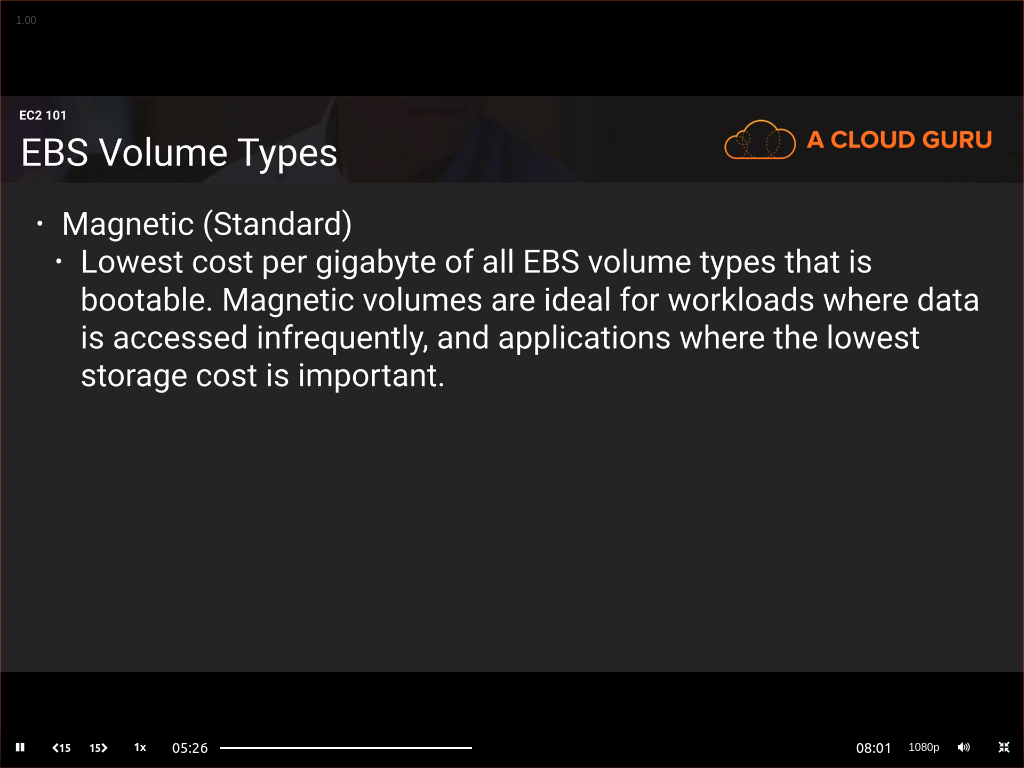 1.00
EC2 101
EBS Volume Types
A CLOUD GURU
• Magnetic (Standard)
• Lowest cost per gigabyte of all EBS volume types that is
bootable. Magnetic volumes are ideal for workloads where data
is accessed infrequently, and applications where the lowest
storage cost is important.
15 15 1x 05:26 08:01 1080p